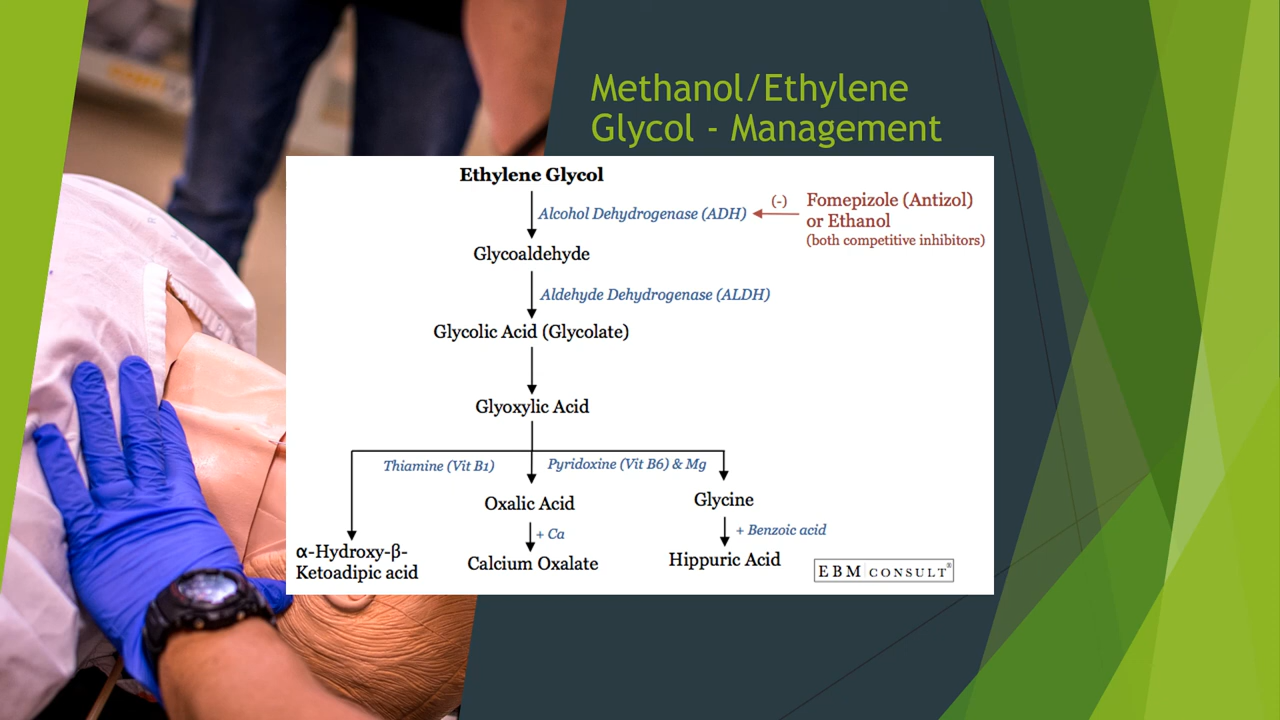 Methanol/Ethylene
Glycol - Management
Ethylene Glycol
Alcohol Dehydrogenase (ADH)
(-)
Fomepizole (Antizol)
or Ethanol
(both competitive inhibitors)
Glycoaldehyde
Aldehyde Dehydrogenase (ALDH)
Glycolic Acid (Glycolate)
Glyoxylic Acid
Thiamine (Vit B1)
Pyridoxine (Vit B6) & Mg
Oxalic Acid
Glycine
+ Ca
+ Benzoic acid
α-Hydroxy-β-
Ketoadipic acid
Calcium Oxalate
Hippuric Acid
EBM CONSULT®